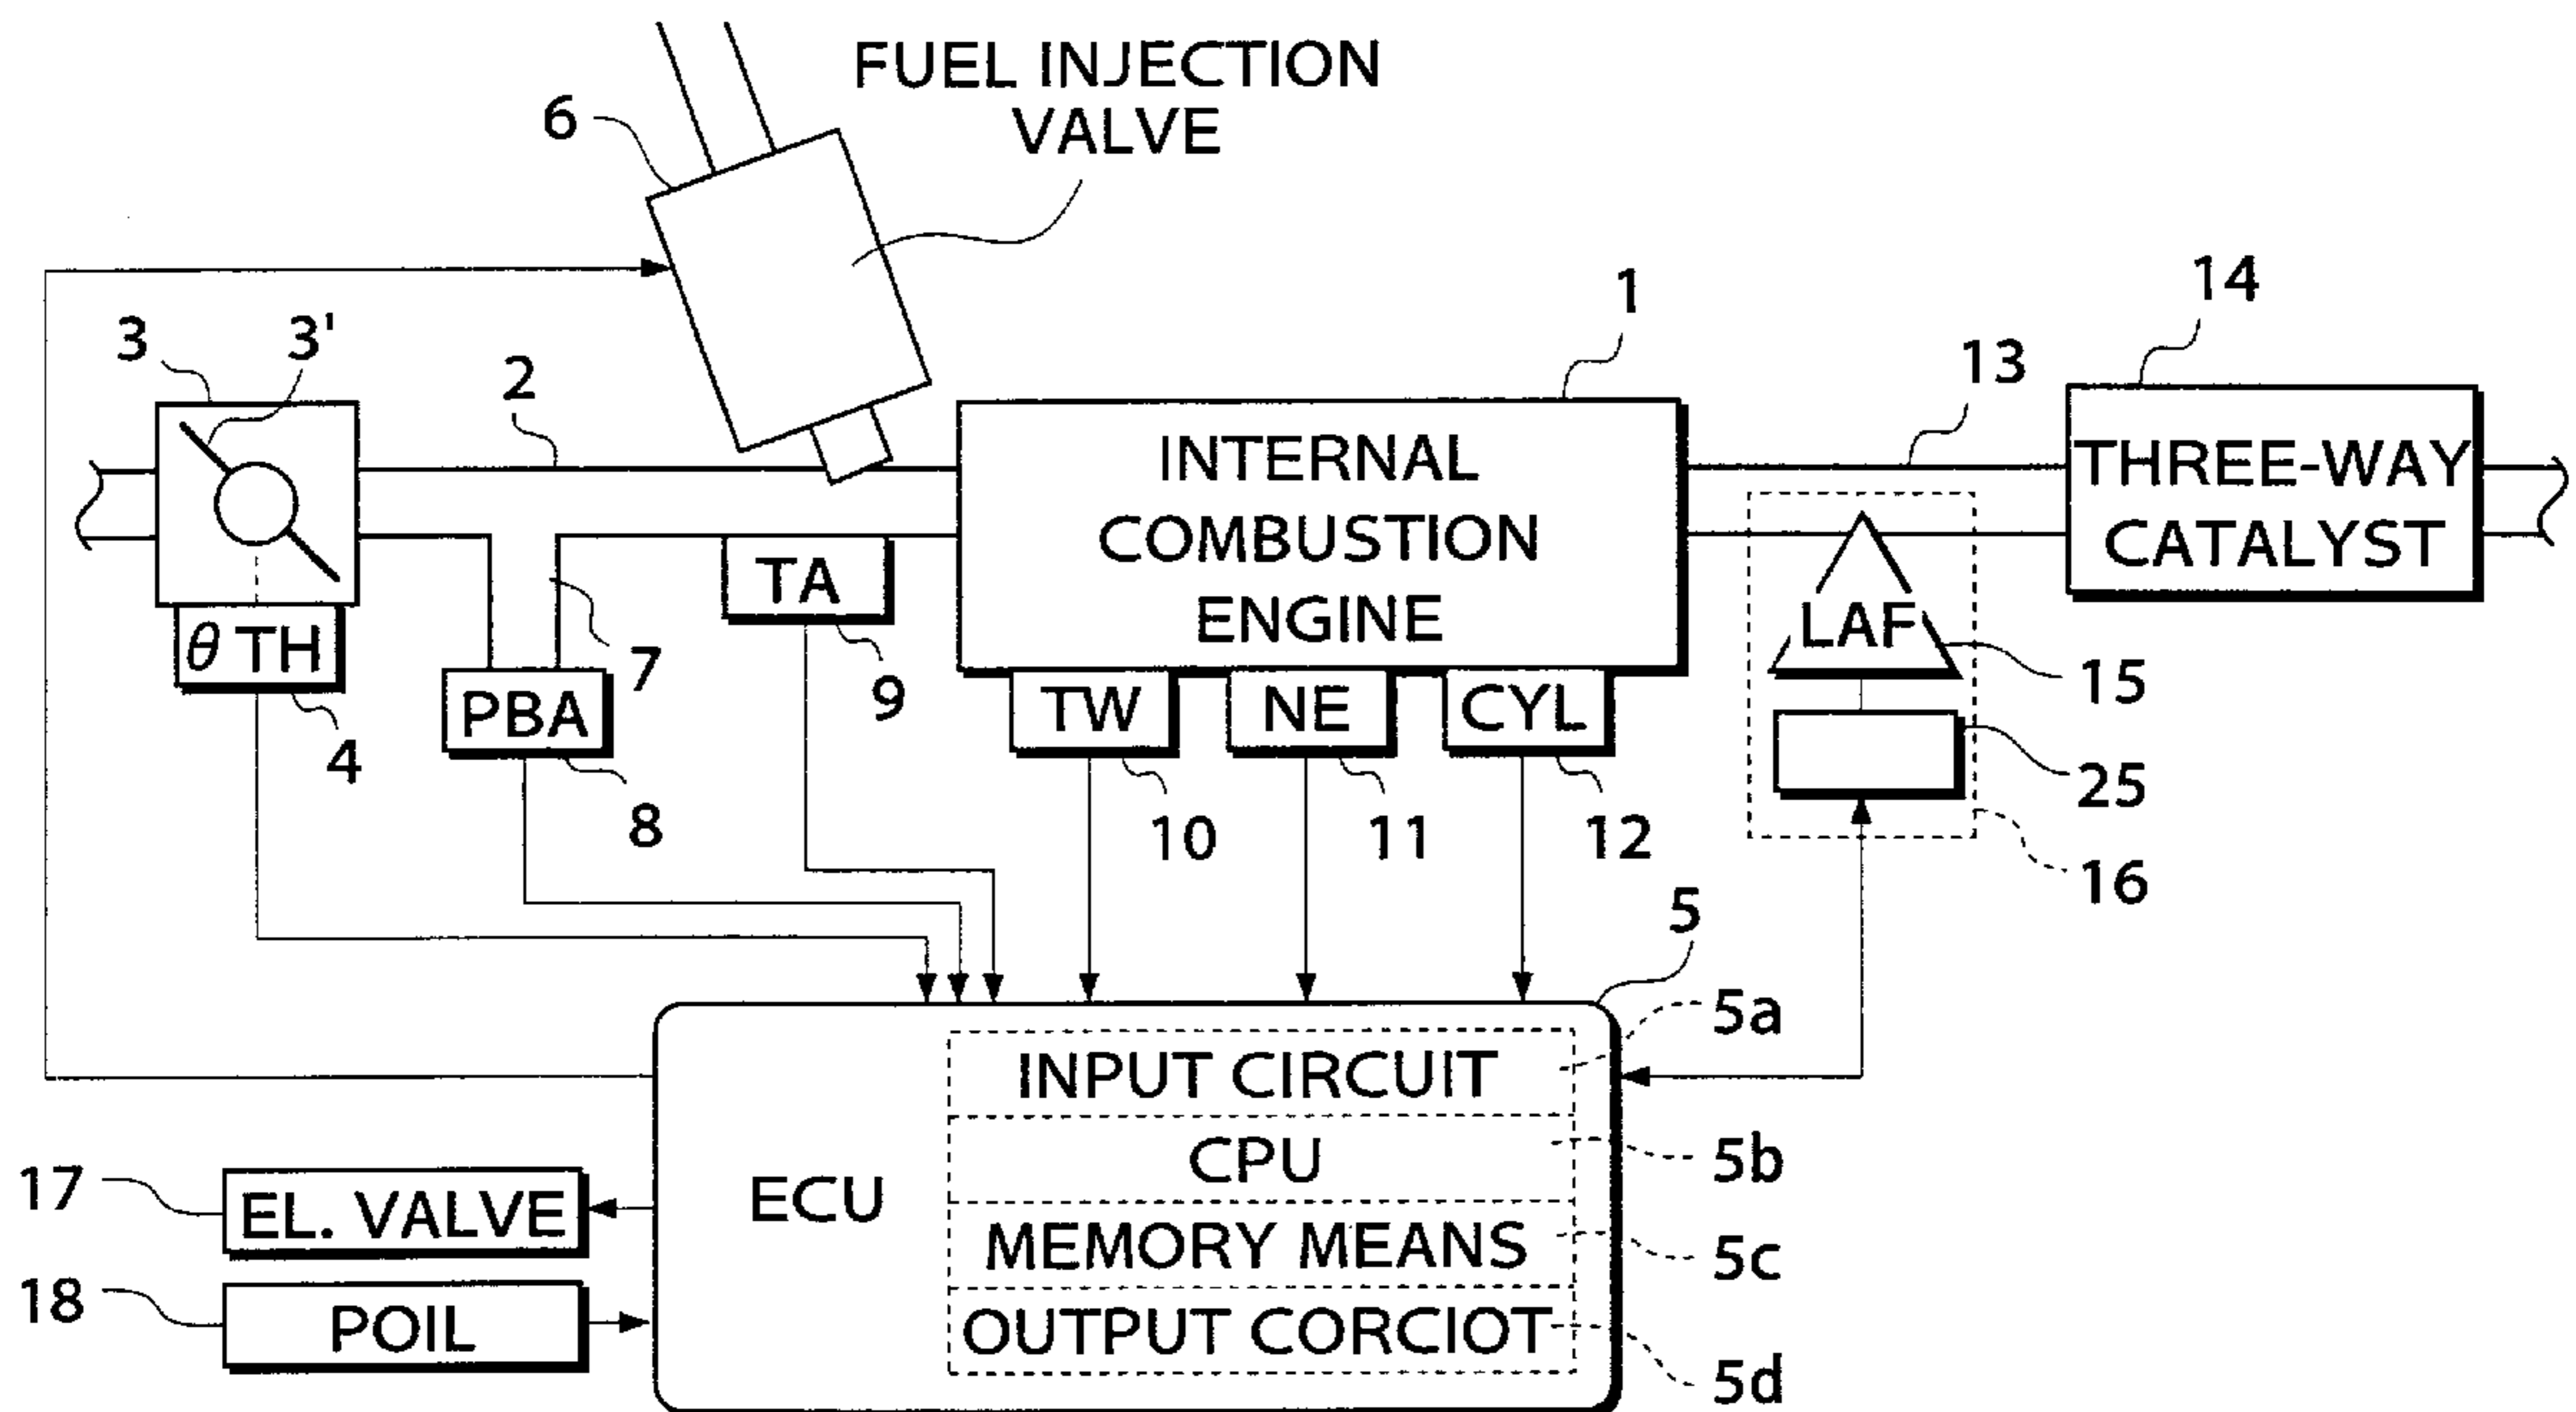 FUEL INJECTION
VALVE
6
1
14
3
3'
2
13
INTERNAL
COMBUSTION
ENGINE
THREE-WAY
CATALYST
θ TH
4
7
PBA
8
TA
9
TW
10
NE
11
CYL
12
LAF
15
25
16
5
ECU
INPUT CIRCUIT
5a
CPU
5b
MEMORY MEANS
5c
OUTPUT CORCIOT
5d
17
EL. VALVE
18
POIL